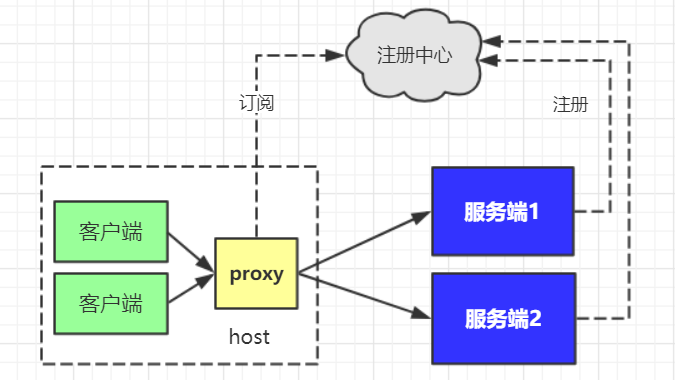 注册中心
订阅
注册
客户端
客户端
proxy
host
服务端1
服务端2